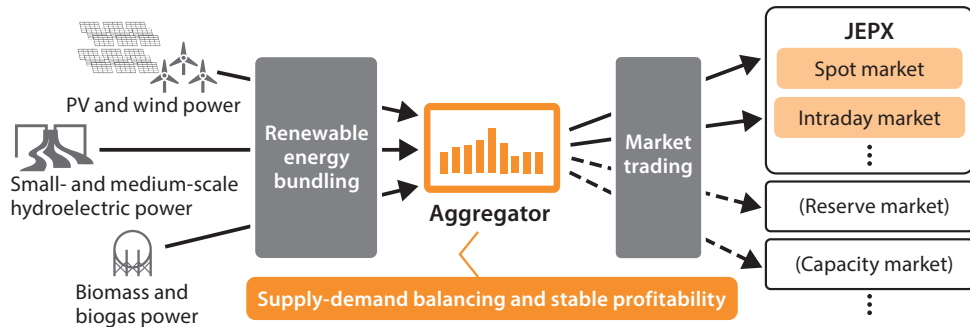 PV and wind power
Small- and medium-scale
hydroelectric power
Biomass and
biogas power
Renewable
energy
bundling
Aggregator
Supply-demand balancing and stable profitability
Market
trading
JEPX
Spot market
Intraday market
(Reserve market)
(Capacity market)